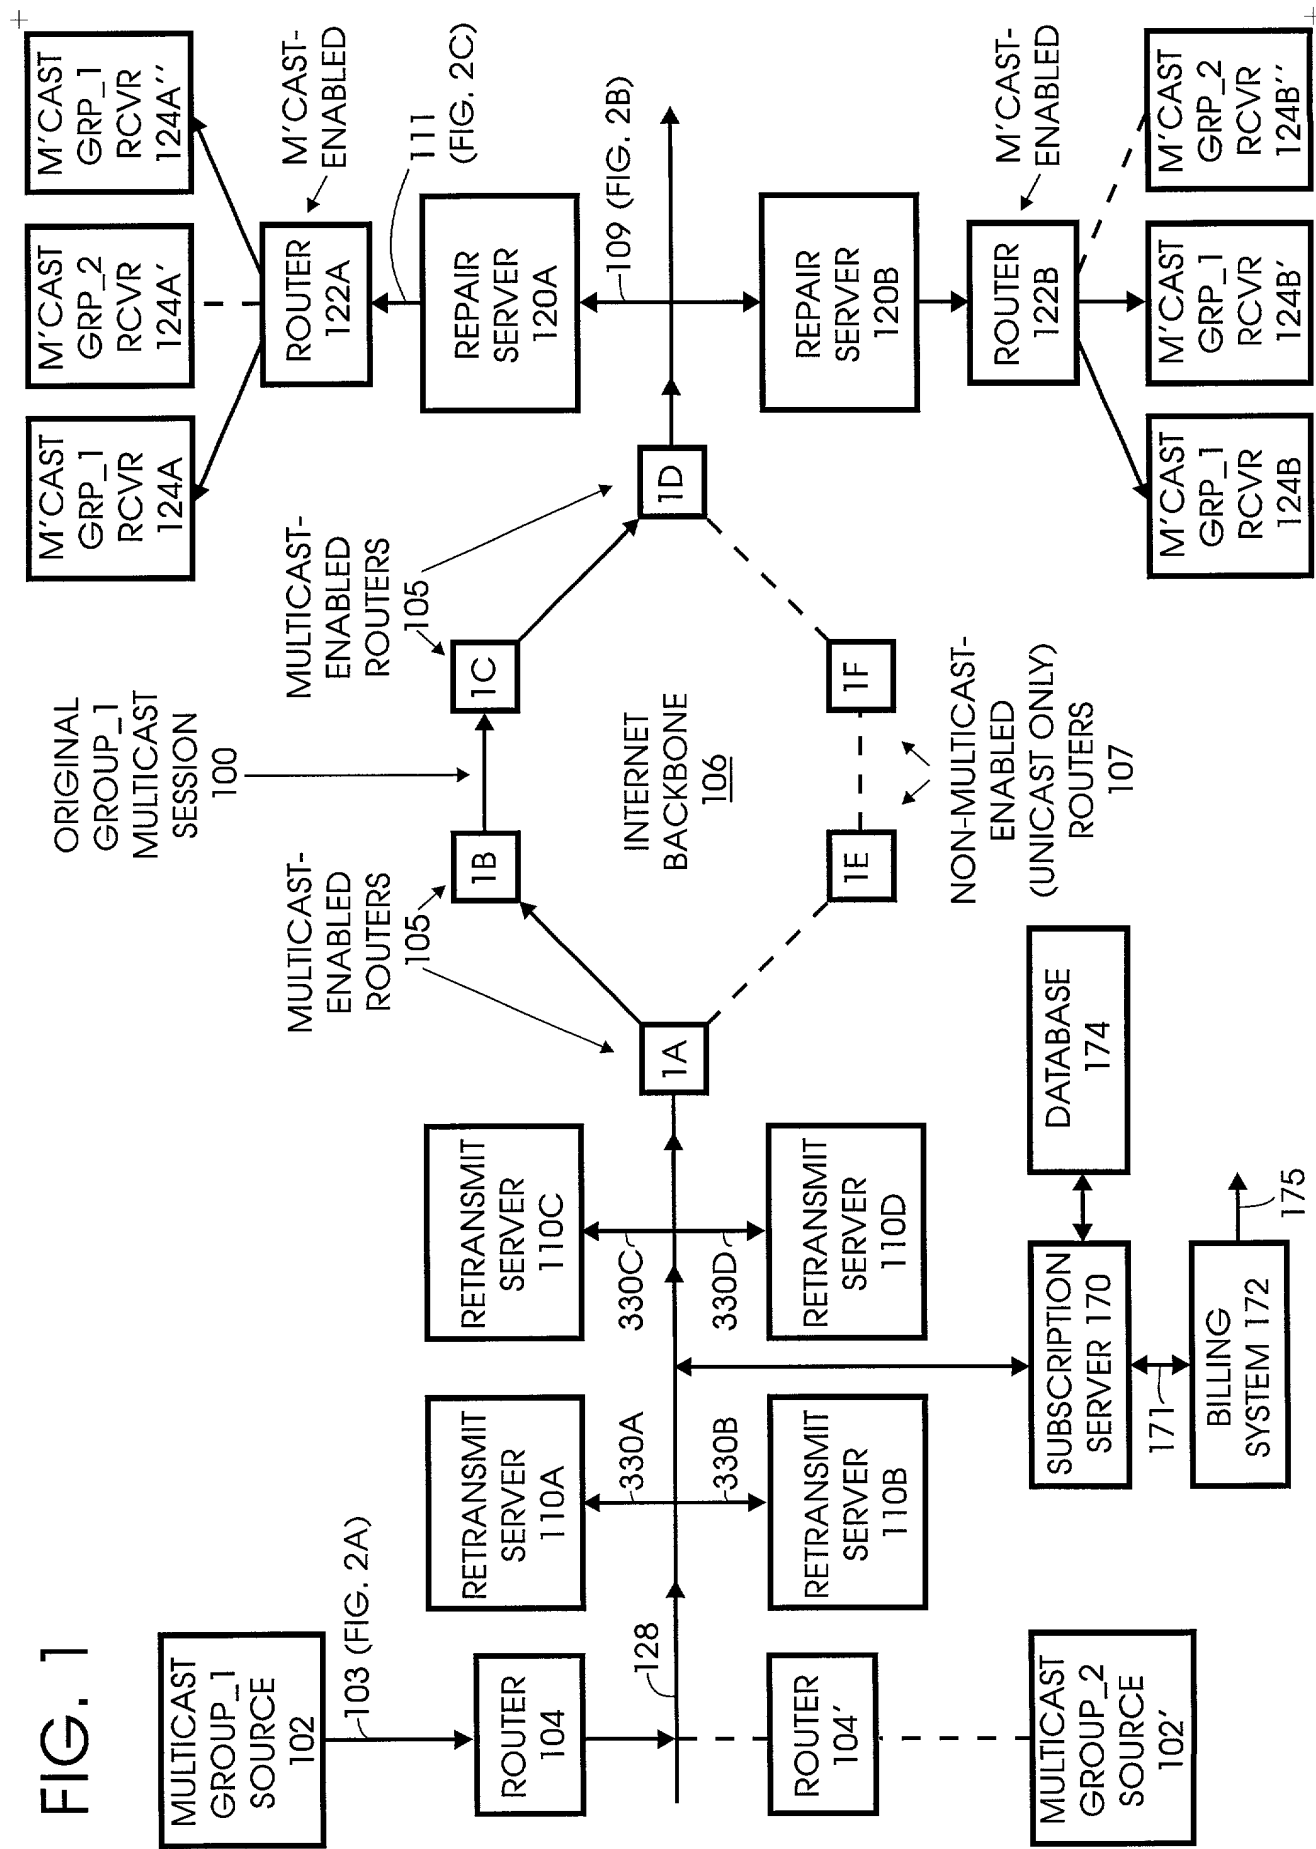 FIG. 1
MULTICAST
GROUP_1
SOURCE
102
103 (FIG. 2A)
ROUTER
104
128
ROUTER
104'
MULTICAST
GROUP_2
SOURCE
102'
RETRANSMIT
SERVER
110A
330A
330B
RETRANSMIT
SERVER
110B
RETRANSMIT
SERVER
110C
330C
330D
RETRANSMIT
SERVER
110D
SUBSCRIPTION
SERVER 170
171
BILLING
SYSTEM 172
175
DATABASE
174
1A
MULTICAST-
ENABLED
ROUTERS
105
1B
ORIGINAL
GROUP_1
MULTICAST
SESSION
100
1C
MULTICAST-
ENABLED
ROUTERS
105
1D
INTERNET
BACKBONE
106
1E
1F
NON-MULTICAST-
ENABLED
(UNICAST ONLY)
ROUTERS
107
M'CAST
GRP_1
RCVR
124A
M'CAST
GRP_2
RCVR
124A'
M'CAST
GRP_1
RCVR
124A''
ROUTER
122A
M'CAST-
ENABLED
111
(FIG. 2C)
REPAIR
SERVER
120A
109 (FIG. 2B)
REPAIR
SERVER
120B
ROUTER
122B
M'CAST-
ENABLED
M'CAST
GRP_1
RCVR
124B
M'CAST
GRP_1
RCVR
124B'
M'CAST
GRP_2
RCVR
124B''